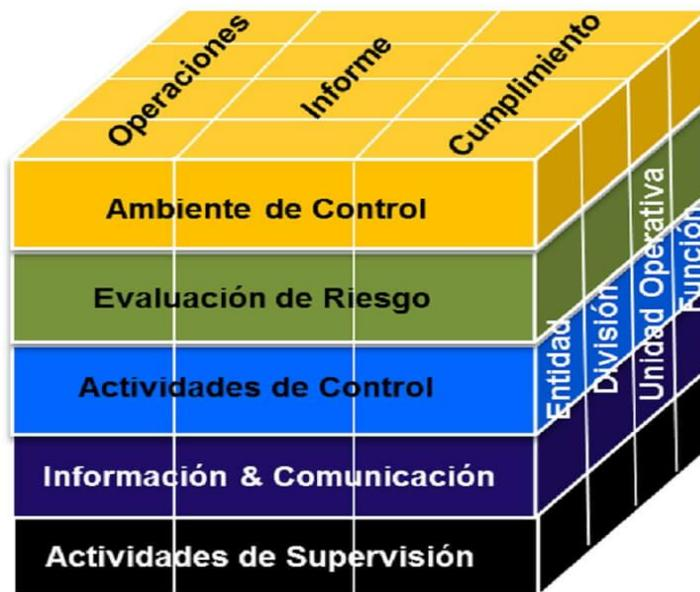 Operaciones
Informe
Cumplimiento
Ambiente de Control
Evaluación de Riesgo
Actividades de Control
Información & Comunicación
Actividades de Supervisión
Entidad
División
Unidad Operativa
Función